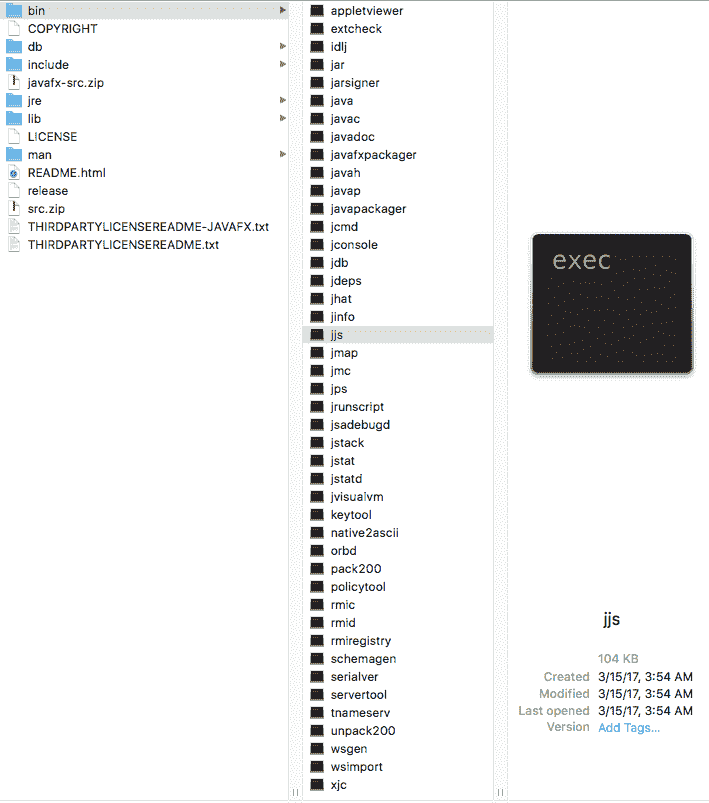 bin
COPYRIGHT
db
include
javafx-src.zip
jre
lib
LICENSE
man
README.html
release
src.zip
THIRDPARTYLICENSEREADME-JAVAFX.txt
THIRDPARTYLICENSEREADME.txt
appletviewer
extcheck
idlj
jar
jarsigner
java
javac
javadoc
javafxpackager
javah
javap
javapackager
jcmd
jconsole
jdb
jdeps
jhat
jinfo
jjs
jmap
jmc
jps
jrunscript
jsadebugd
jstack
jstat
jstatd
jvisualvm
keytool
native2ascii
orbd
pack200
policytool
rmic
rmid
rmiregistry
schemagen
serialver
servertool
tnameserv
unpack200
wsgen
wsimport
xjc
exec
jjs
104 KB
Created 3/15/17, 3:54 AM
Modified 3/15/17, 3:54 AM
Last opened 3/15/17, 3:54 AM
Version Add Tags...